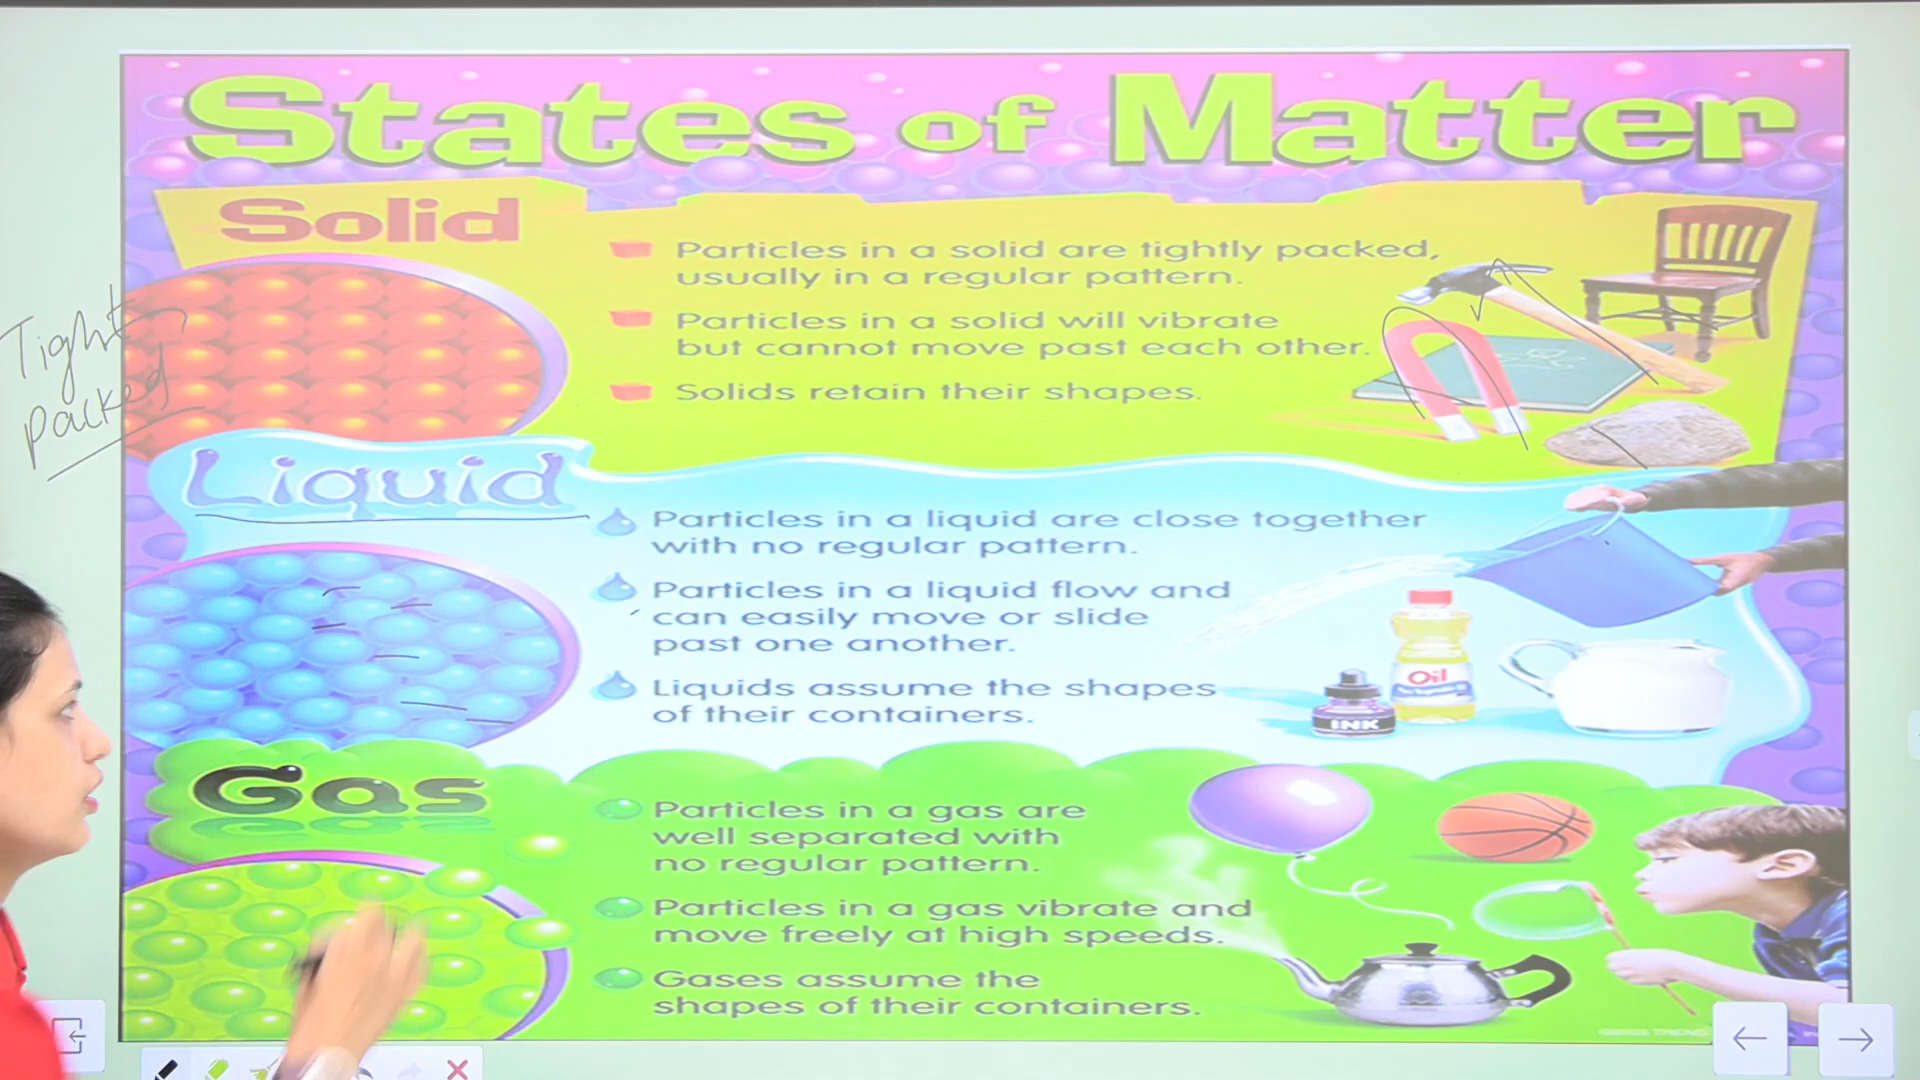 States of Matter
Solid
Particles in a solid are tightly packed,
usually in a regular pattern.
Particles in a solid will vibrate
but cannot move past each other.
Solids retain their shapes.
Tight
packed
Liquid
Particles in a liquid are close together
with no regular pattern.
Particles in a liquid flow and
can easily move or slide
past one another.
Liquids assume the shapes
of their containers.
Oil
INK
Gas
Particles in a gas are
well separated with
no regular pattern.
Particles in a gas vibrate and
move freely at high speeds.
Gases assume the
shapes of their containers.